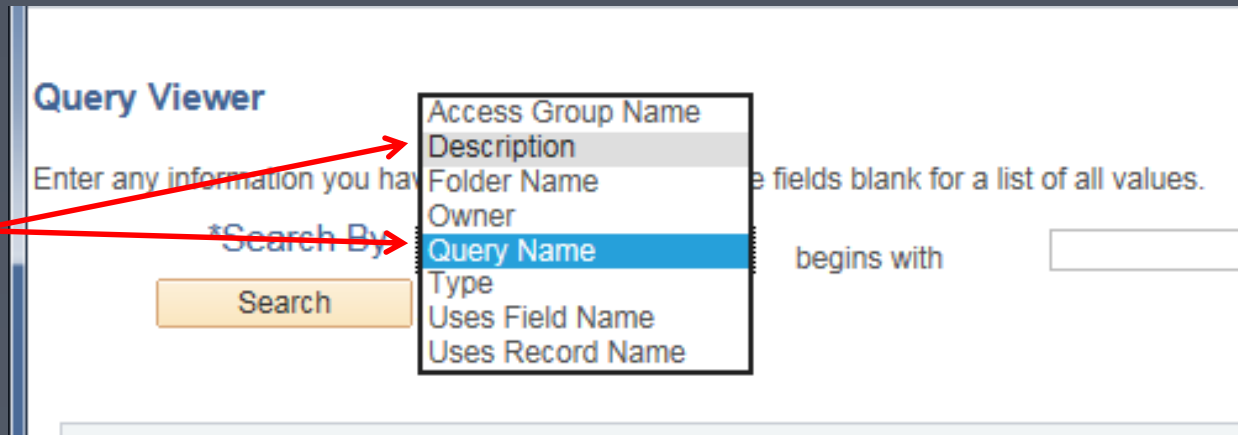 Query Viewer
Access Group Name
Description
Enter any information you hav
Folder Name
e fields blank for a list of all values.
Owner
*Search By
Query Name
begins with
Type
Search
Uses Field Name
Uses Record Name